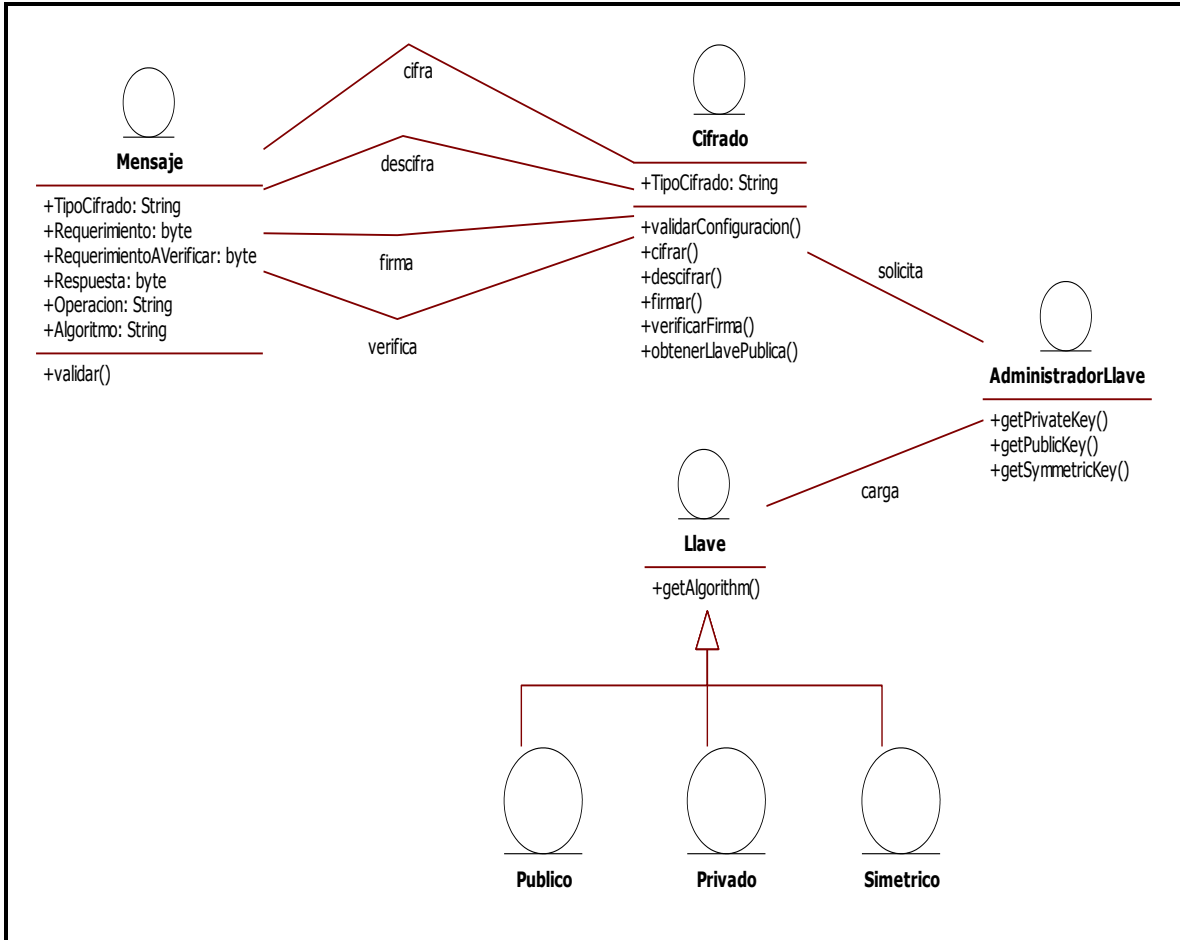 Mensaje
+TipoCifrado: String
+Requerimiento: byte
+RequerimientoAVerificar: byte
+Respuesta: byte
+Operacion: String
+Algoritmo: String
+validar()
cifra
descifra
firma
verifica
Cifrado
+TipoCifrado: String
+validarConfiguracion()
+cifrar()
+descifrar()
+firmar()
+verificarFirma()
+obtenerLlavePublica()
solicita
AdministradorLlave
+getPrivateKey()
+getPublicKey()
+getSymmetricKey()
carga
Llave
+getAlgorithm()
Publico
Privado
Simetrico